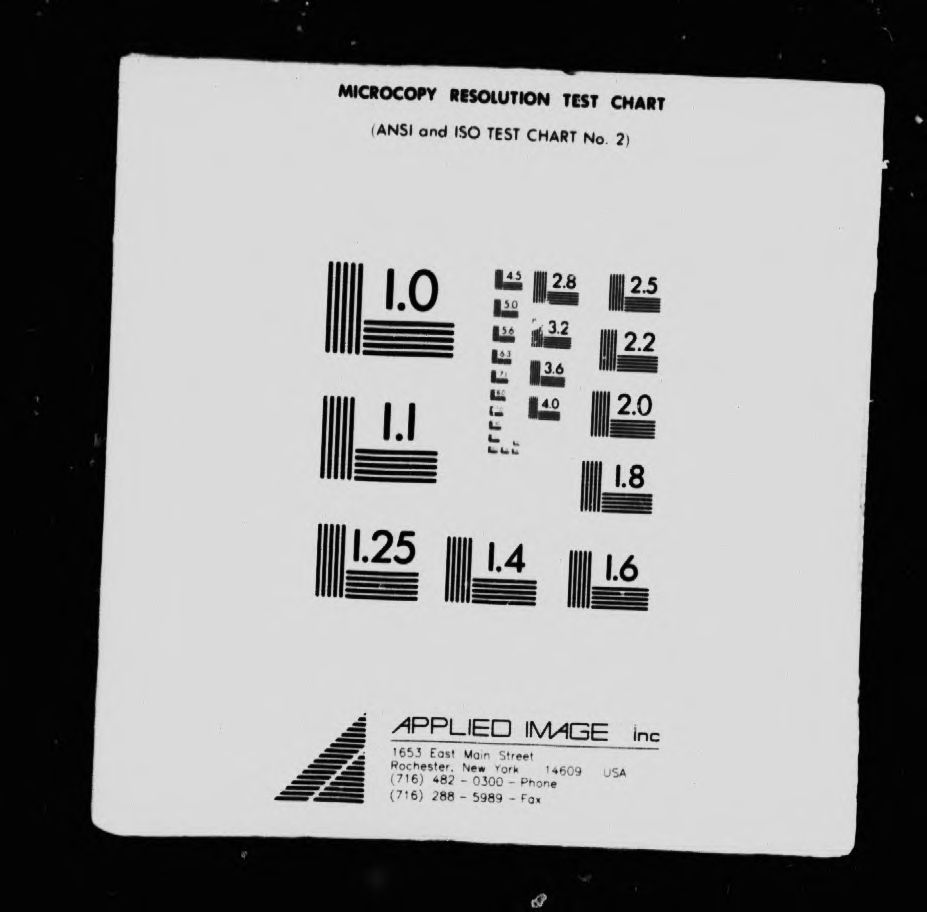 MICROCOPY RESOLUTION TEST CHART
(ANSI and ISO TEST CHART No. 2)
1.0
1.1
1.25
1.4
1.6
1.8
2.0
2.2
2.5
2.8
3.2
3.6
4.0
4.5
5.0
5.6
6.3
7.1
APPLIED IMAGE inc
1653 East Main Street
Rochester, New York 14609 USA
(716) 482 - 0300 - Phone
(716) 288 - 5989 - Fax